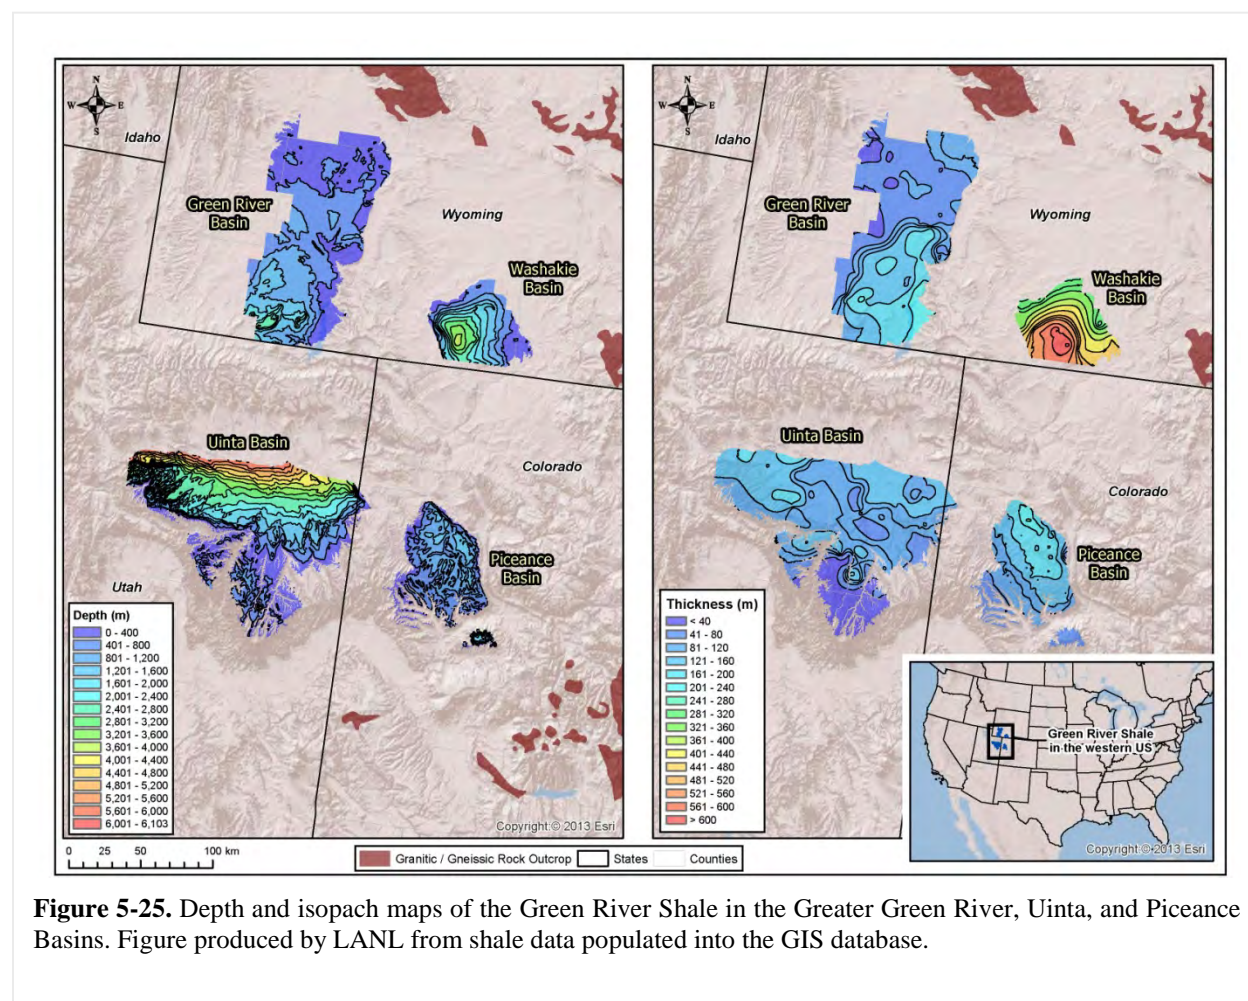 N
W E
S
Idaho
Green River
Basin
Wyoming
Washakie
Basin
Uinta Basin
Colorado
Piceance
Basin
Utah
Depth (m)
0 - 400
401 - 800
801 - 1,200
1,201 - 1,600
1,601 - 2,000
2,001 - 2,400
2,401 - 2,800
2,801 - 3,200
3,201 - 3,600
3,601 - 4,000
4,001 - 4,400
4,401 - 4,800
4,801 - 5,200
5,201 - 5,600
5,601 - 6,000
6,001 - 6,103
Copyright:© 2013 Esri
N
W E
S
Idaho
Green River
Basin
Wyoming
Washakie
Basin
Uinta Basin
Colorado
Piceance
Basin
Thickness (m)
< 40
41 - 80
81 - 120
121 - 160
161 - 200
201 - 240
241 - 280
281 - 320
321 - 360
361 - 400
401 - 440
441 - 480
481 - 520
521 - 560
561 - 600
> 600
Green River Shale
in the western US
Copyright:© 2013 Esri
0 25 50 100 km
Granitic / Gneissic Rock Outcrop States Counties
Figure 5-25. Depth and isopach maps of the Green River Shale in the Greater Green River, Uinta, and Piceance
Basins. Figure produced by LANL from shale data populated into the GIS database.